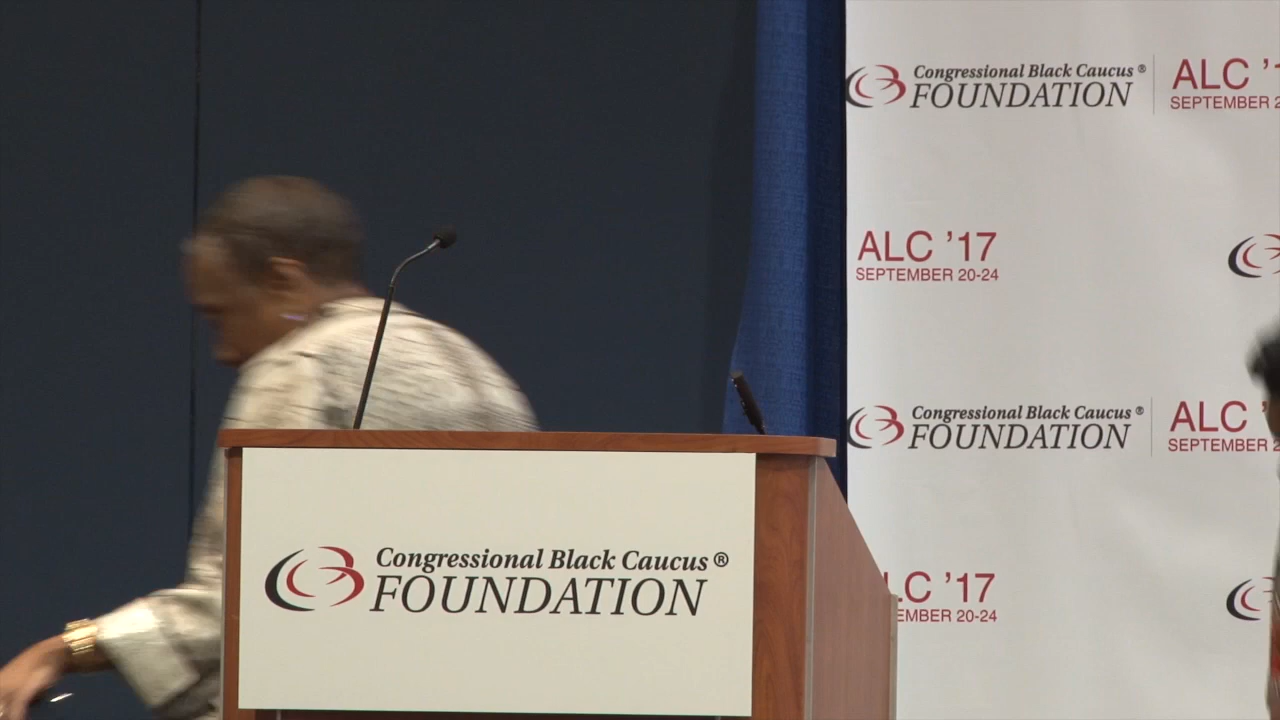 Congressional Black Caucus®
FOUNDATION
ALC '1
SEPTEMBER 2
ALC '17
SEPTEMBER 20-24
Congressional Black Caucus®
FOUNDATION
ALC '
SEPTEMBER 2
LC '17
EMBER 20-24
Congressional Black Caucus®
FOUNDATION